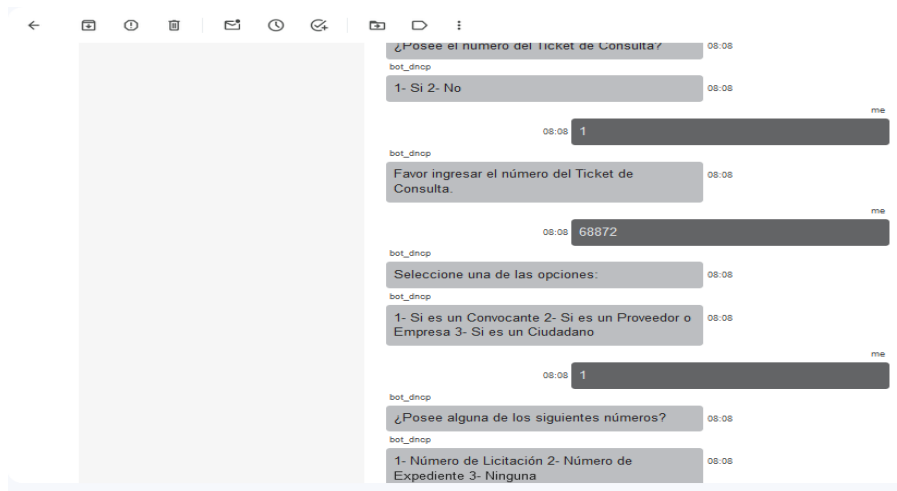 ¿Posee el número del Ticket de Consulta?
08:08
bot_dncp
1- Si 2- No
08:08
me
08:08
1
bot_dncp
Favor ingresar el número del Ticket de
Consulta.
08:08
me
08:08
68872
bot_dncp
Seleccione una de las opciones:
08:08
bot_dncp
1- Si es un Convocante 2- Si es un Proveedor o
Empresa 3- Si es un Ciudadano
08:08
me
08:08
1
bot_dncp
¿Posee alguna de los siguientes números?
08:08
bot_dncp
1- Número de Licitación 2- Número de
Expediente 3- Ninguna
08:08